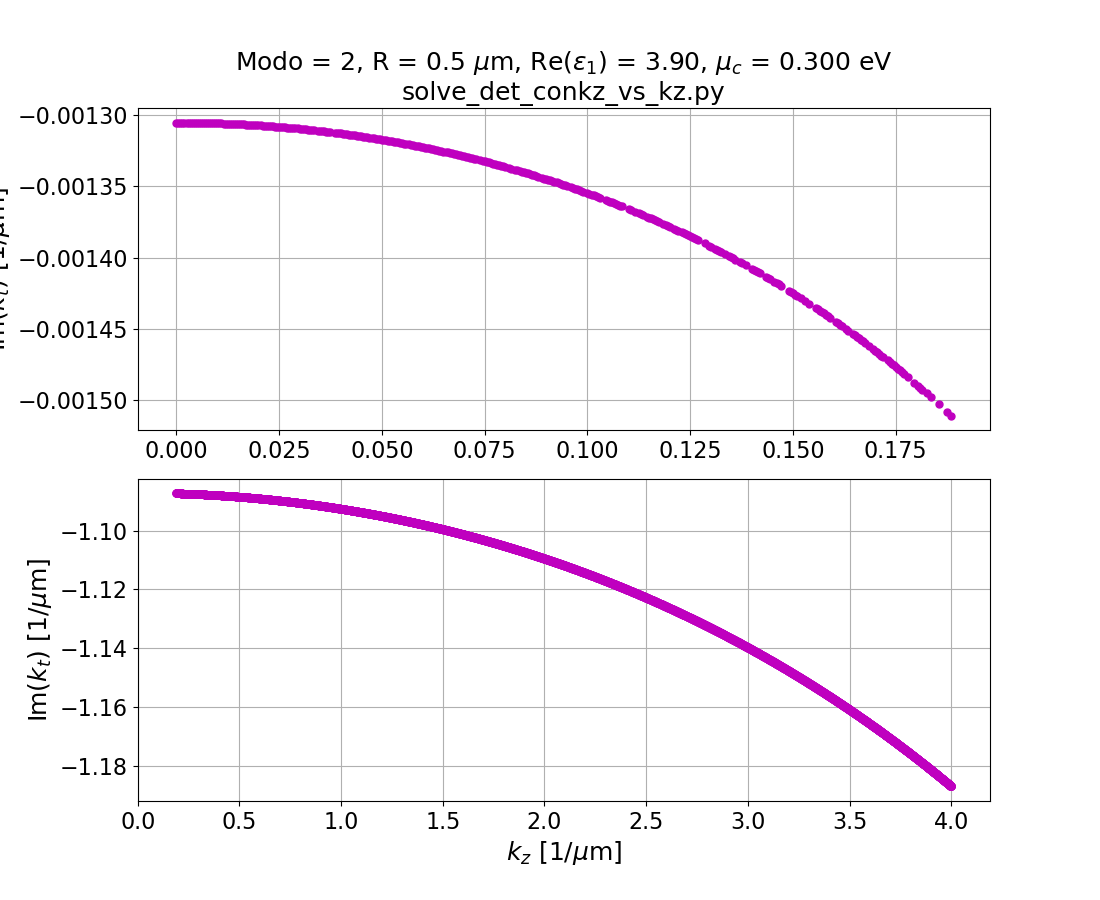 Modo = 2, R = 0.5 μm, Re(ε₁) = 3.90, μ_c = 0.300 eV
solve_det_conkz_vs_kz.py
−0.00130
−0.00135
−0.00140
−0.00145
−0.00150
0.000 0.025 0.050 0.075 0.100 0.125 0.150 0.175
Im(k_t) [1/μm]
−1.10
−1.12
−1.14
−1.16
−1.18
0.0 0.5 1.0 1.5 2.0 2.5 3.0 3.5 4.0
k_z [1/μm]